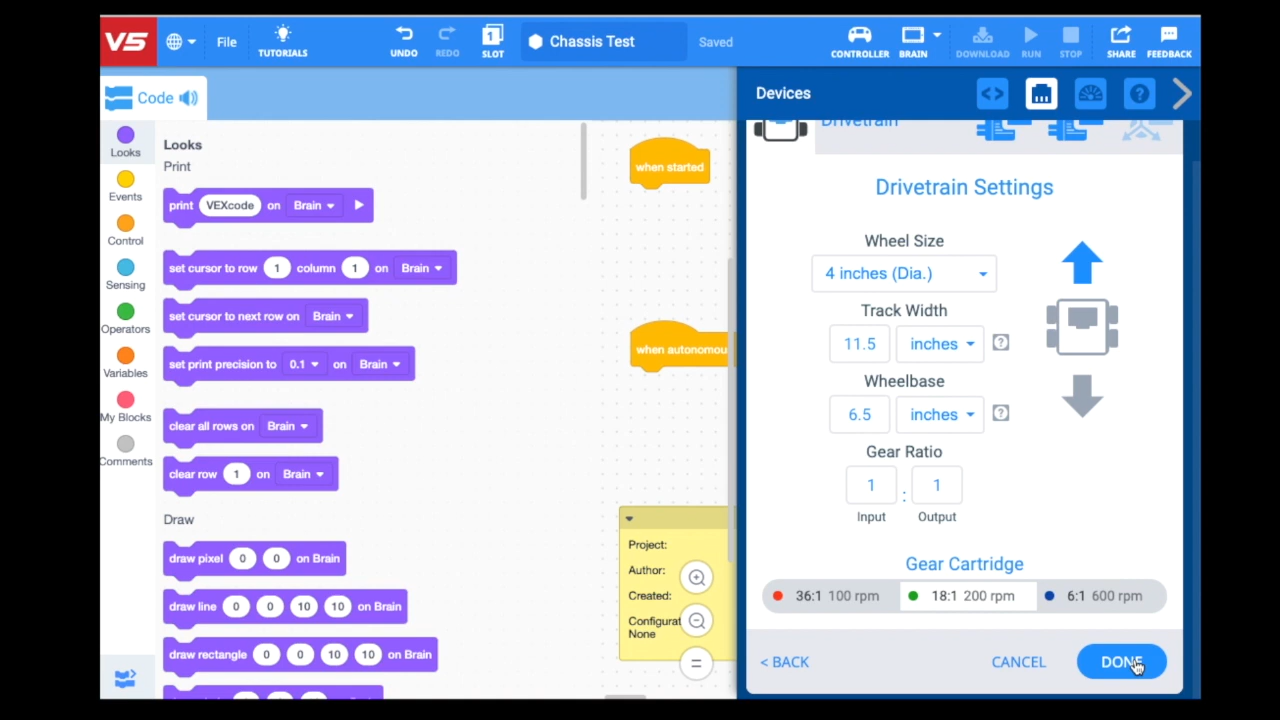 V5
File
TUTORIALS
UNDO
REDO
1
SLOT
Chassis Test
Saved
CONTROLLER
BRAIN
DOWNLOAD
RUN
STOP
SHARE
FEEDBACK
Code
Devices
Looks
Events
Control
Sensing
Operators
Variables
My Blocks
Comments
Looks
Print
print VEXcode on Brain
set cursor to row 1 column 1 on Brain
set cursor to next row on Brain
set print precision to 0.1 on Brain
clear all rows on Brain
clear row 1 on Brain
Draw
draw pixel 0 0 on Brain
draw line 0 0 10 10 on Brain
draw rectangle 0 0 10 10 on Brain
when started
when autonomou
Project:
Author:
Created:
Configurat
None
Drivetrain
Drivetrain Settings
Wheel Size
4 inches (Dia.)
Track Width
11.5 inches ?
Wheelbase
6.5 inches ?
Gear Ratio
1 : 1
Input Output
Gear Cartridge
36:1 100 rpm 18:1 200 rpm 6:1 600 rpm
< BACK CANCEL DONE